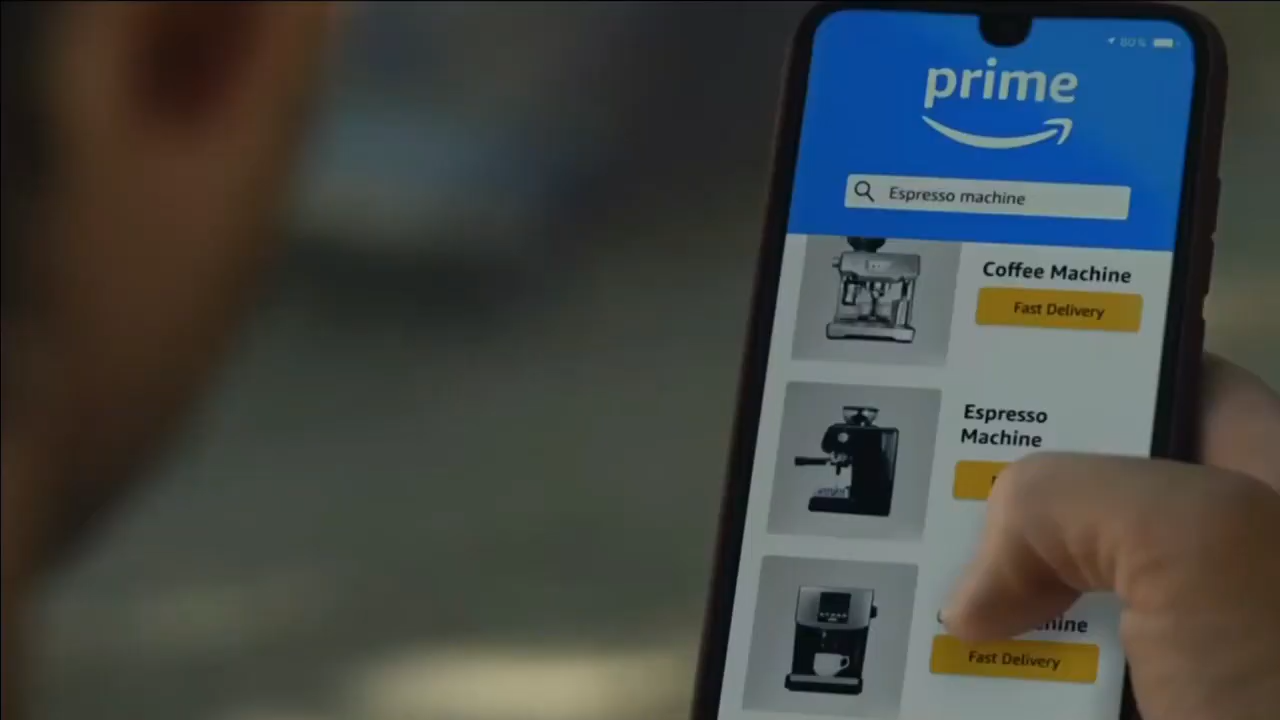 80%
prime
Espresso machine
Coffee Machine
Fast Delivery
Espresso
Machine
Fast Delivery